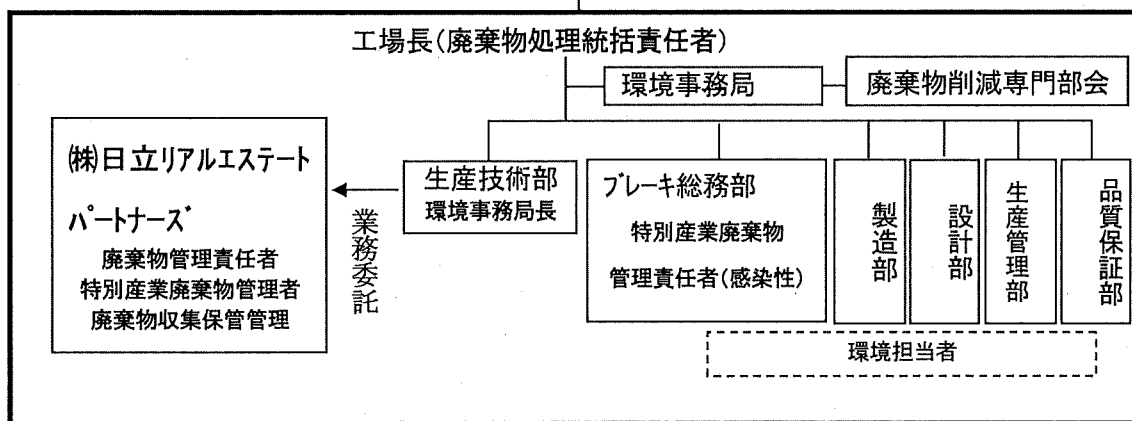 工場長(廃棄物処理統括責任者)
環境事務局
廃棄物削減専門部会
㈱日立リアルエステート
パートナーズ
廃棄物管理責任者
特別産業廃棄物管理者
廃棄物収集保管管理
業務委託
生産技術部
環境事務局長
ブレーキ総務部
特別産業廃棄物
管理責任者(感染性)
製造部
設計部
生産管理部
品質保証部
環境担当者